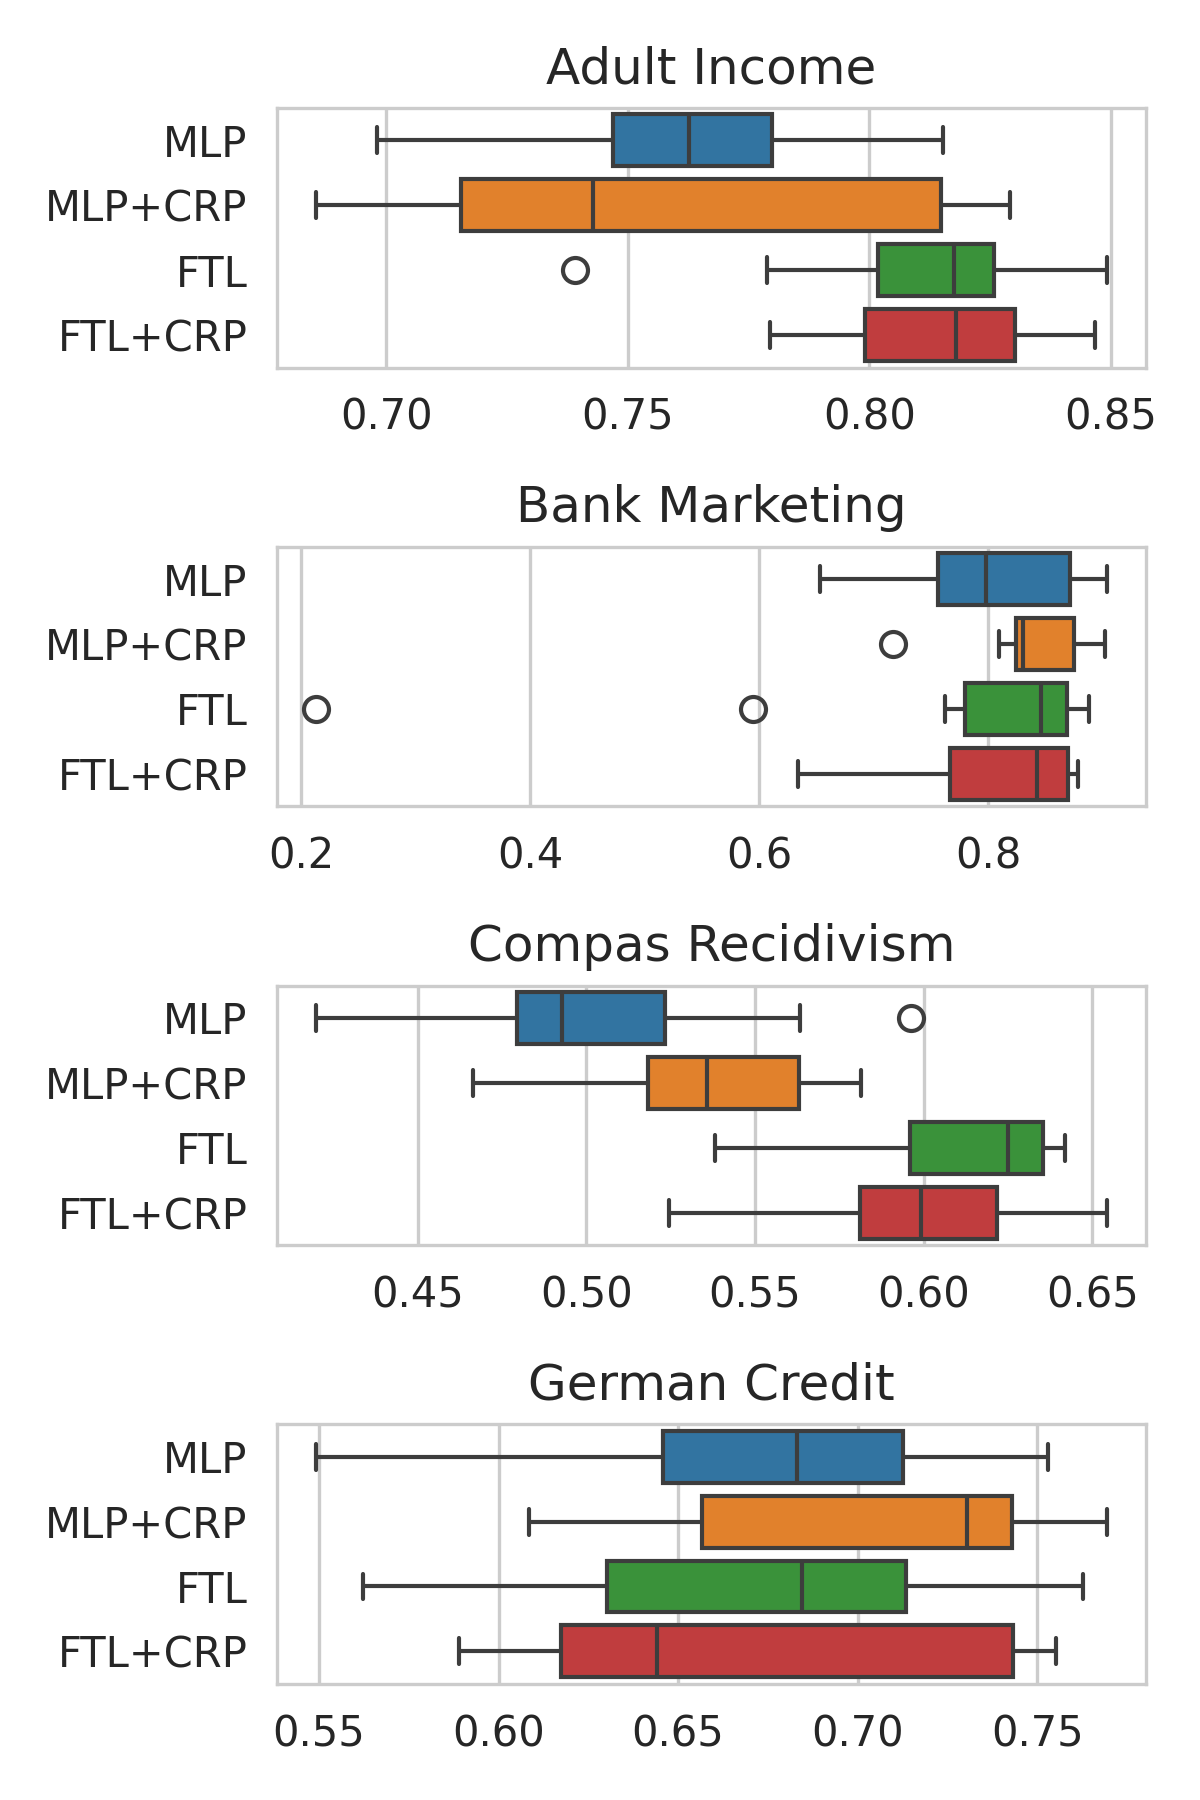 Adult Income
MLP
MLP+CRP
FTL
FTL+CRP
0.70 0.75 0.80 0.85
Bank Marketing
MLP
MLP+CRP
FTL
FTL+CRP
0.2 0.4 0.6 0.8
Compas Recidivism
MLP
MLP+CRP
FTL
FTL+CRP
0.45 0.50 0.55 0.60 0.65
German Credit
MLP
MLP+CRP
FTL
FTL+CRP
0.55 0.60 0.65 0.70 0.75